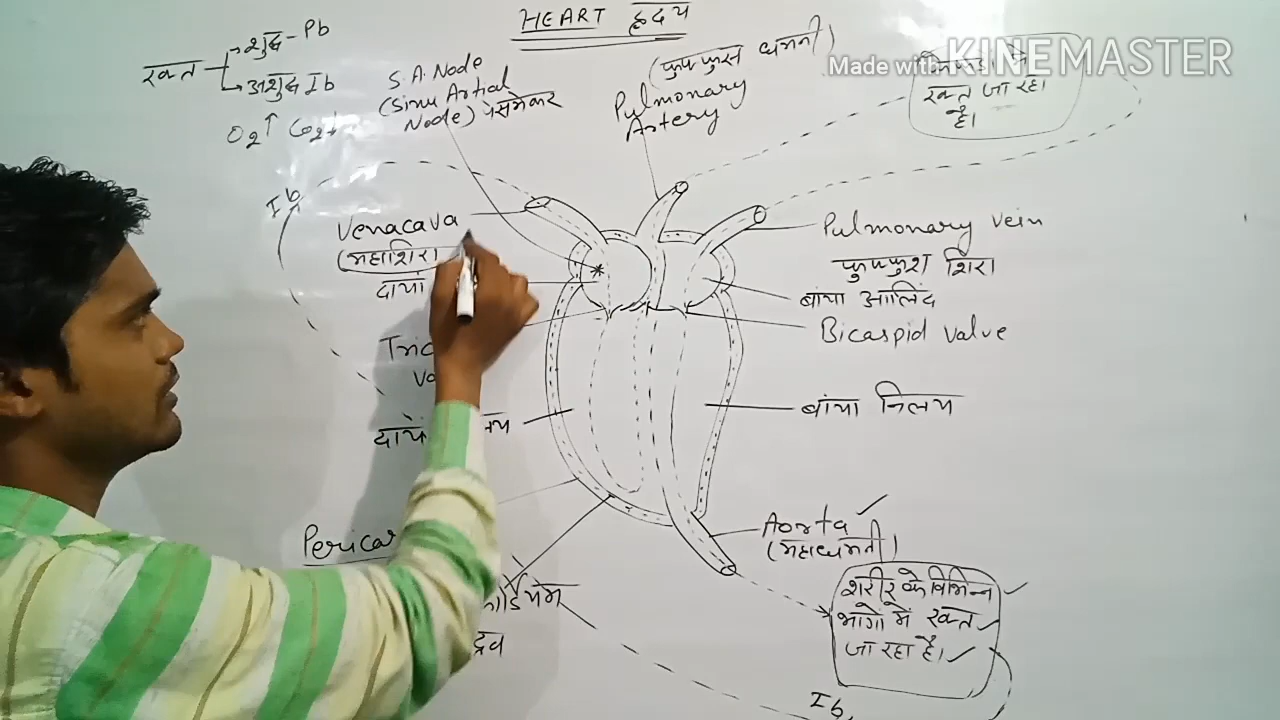 HEART हृदय
Made with KINEMASTER
रक्त
शुद्ध - Pb
अशुद्ध Ib
O2↑ Co2↓
S.A. Node
(Sinu Artial
Node) पेसमेकर
(फुफ्फुस धमनी)
Pulmonary
Artery
रक्त जा रहा
है।
Ib
Venacava
(महाशिरा)
दायां
Pulmonary vein
फुफ्फुश शिरा
बांया आलिंद
Bicaspid valve
बांया निलय
Aorta
(महाधमनी)
शरीर के विभिन्न
भागो में रक्त
जा रहा है।
Ib